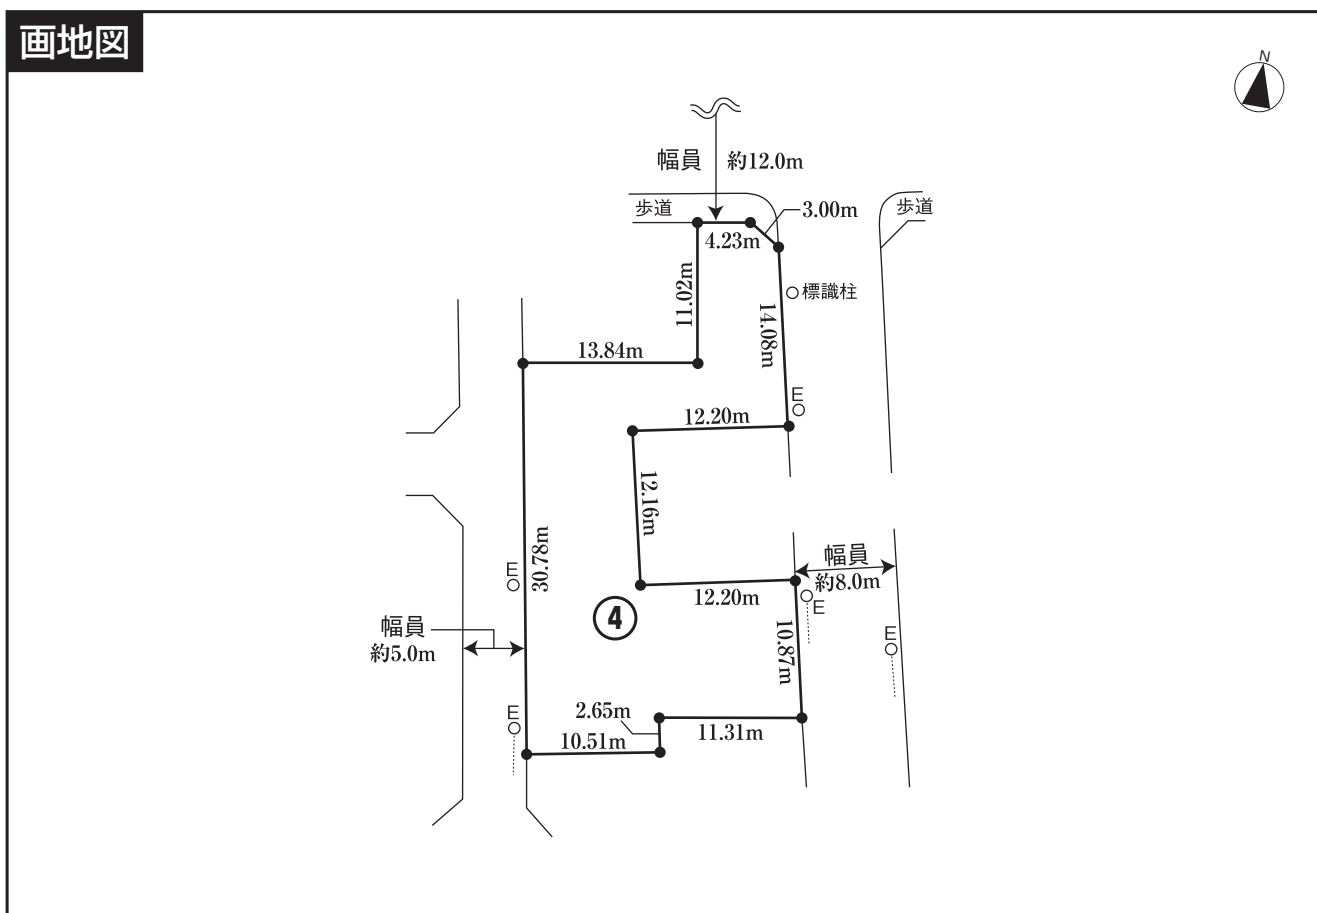 画地図
N
幅員 約12.0m
歩道
3.00m
歩道
4.23m
11.02m
標識柱
14.08m
13.84m
E
12.20m
12.16m
30.78m
E
幅員
約8.0m
12.20m
E
④
10.87m
幅員
約5.0m
E
E
2.65m
11.31m
10.51m